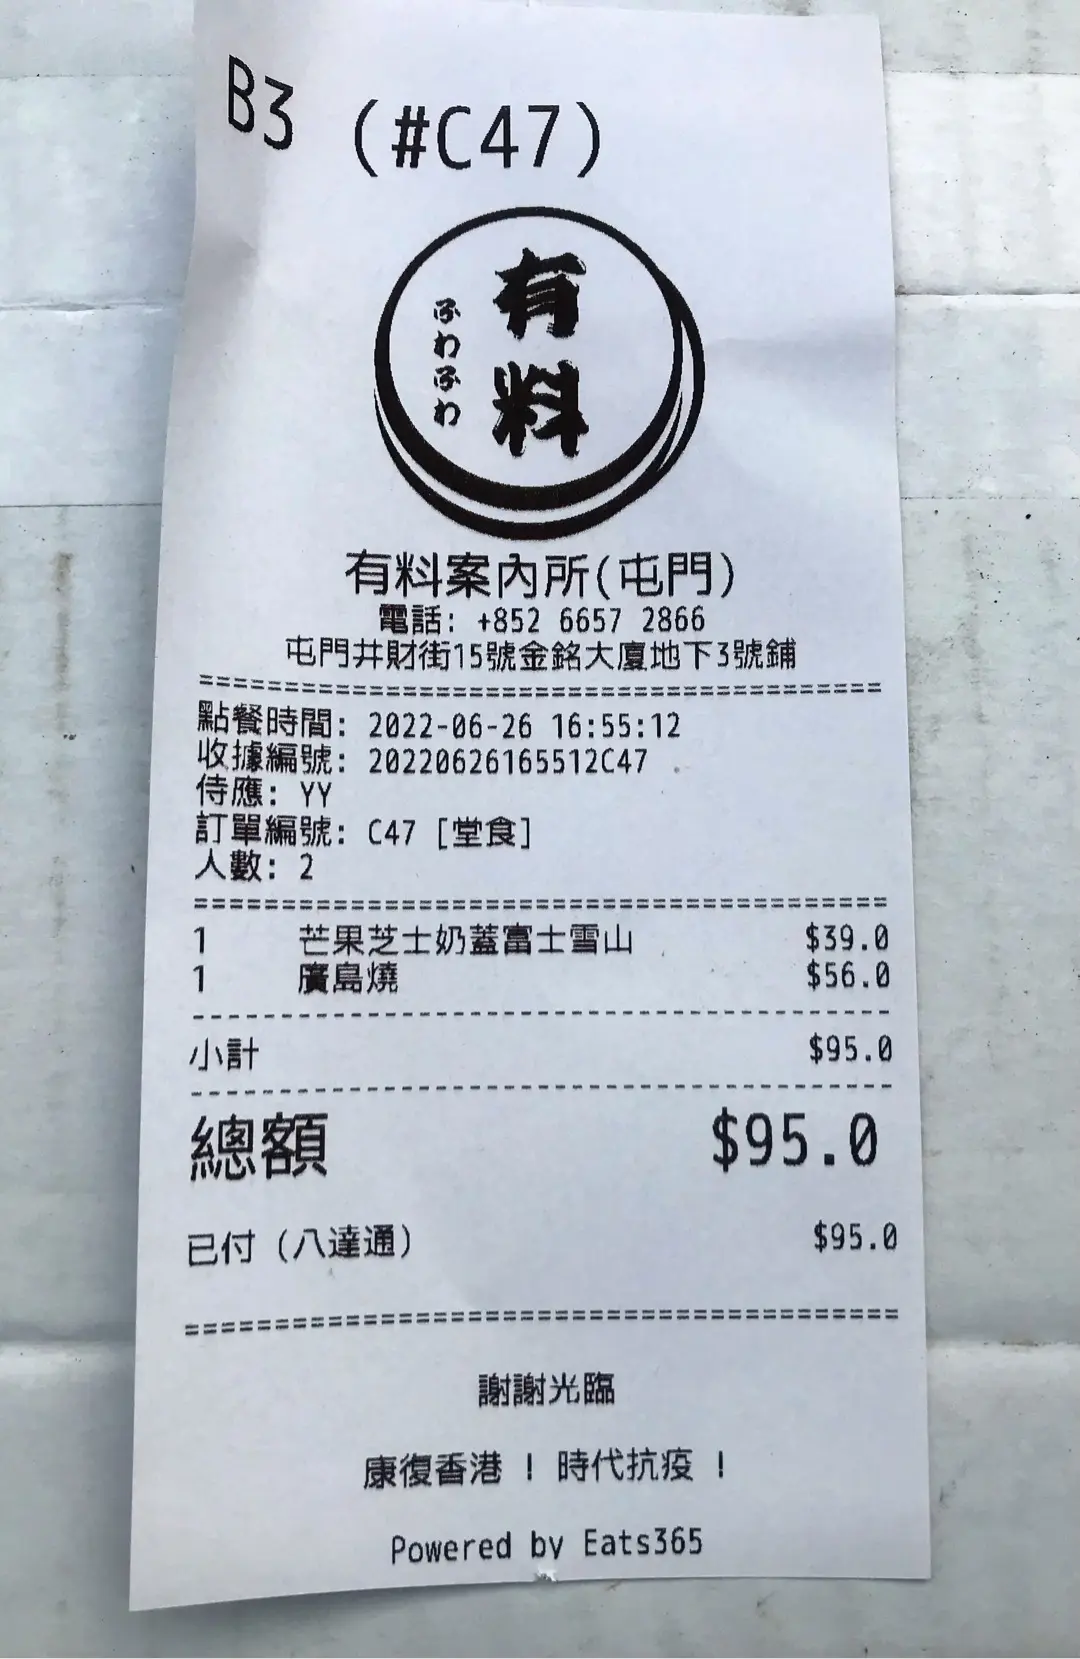 B3 (#C47)
有料
ふわふわ
有料案內所(屯門)
電話: +852 6657 2866
屯門井財街15號金銘大廈地下3號鋪
點餐時間: 2022-06-26 16:55:12
收據編號: 20220626165512C47
侍應: YY
訂單編號: C47 [堂食]
人數: 2
1 芒果芝士奶蓋富士雪山 $39.0
1 廣島燒 $56.0
小計 $95.0
總額 $95.0
已付 (八達通) $95.0
謝謝光臨
康復香港 ! 時代抗疫 !
Powered by Eats365